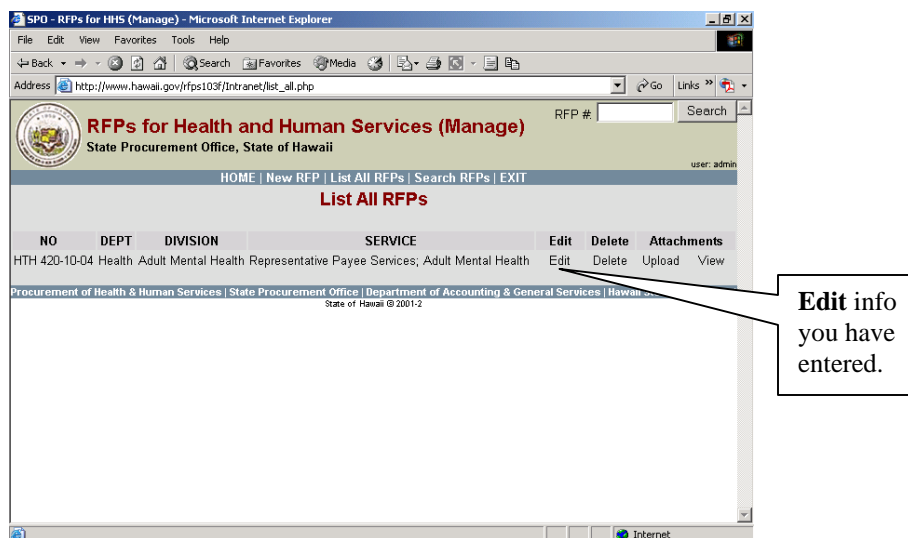 SPO - RFPs for HHS (Manage) - Microsoft Internet Explorer
File Edit View Favorites Tools Help
Back Search Favorites Media
Address http://www.hawaii.gov/rfps103f/Intranet/list_all.php Go Links »
RFPs for Health and Human Services (Manage)
State Procurement Office, State of Hawaii
RFP #: Search
user: admin
HOME | New RFP | List All RFPs | Search RFPs | EXIT
List All RFPs
NO DEPT DIVISION SERVICE Edit Delete Attachments
HTH 420-10-04 Health Adult Mental Health Representative Payee Services; Adult Mental Health Edit Delete Upload View
Procurement of Health & Human Services | State Procurement Office | Department of Accounting & General Services | Hawaii
State of Hawaii © 2001-2
Edit info
you have
entered.
Internet